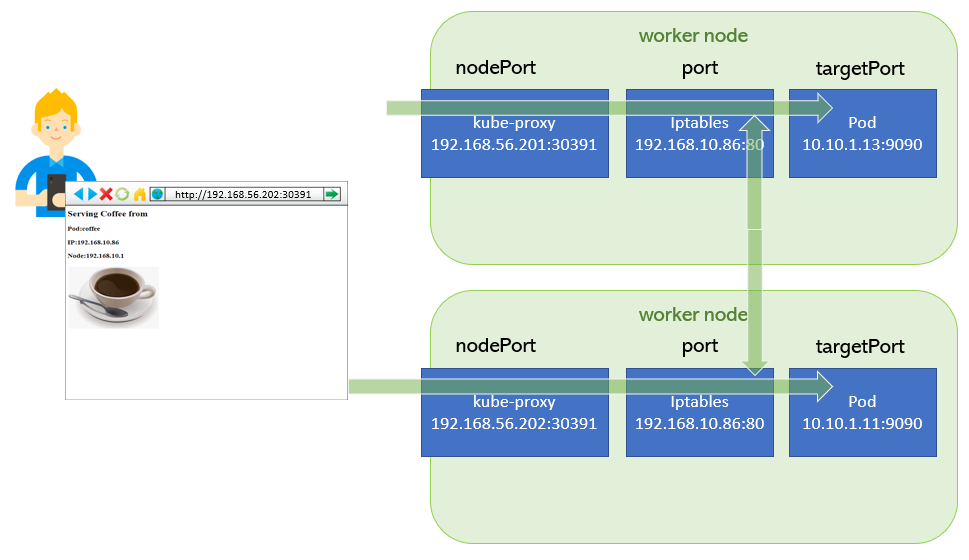 worker node
nodePort
port
targetPort
kube-proxy
192.168.56.201:30391
Iptables
192.168.10.86:80
Pod
10.10.1.13:9090
http://192.168.56.202:30391
Serving Coffee from
Pod:coffee
IP:192.168.10.86
Node:192.168.10.1
worker node
nodePort
port
targetPort
kube-proxy
192.168.56.202:30391
Iptables
192.168.10.86:80
Pod
10.10.1.11:9090